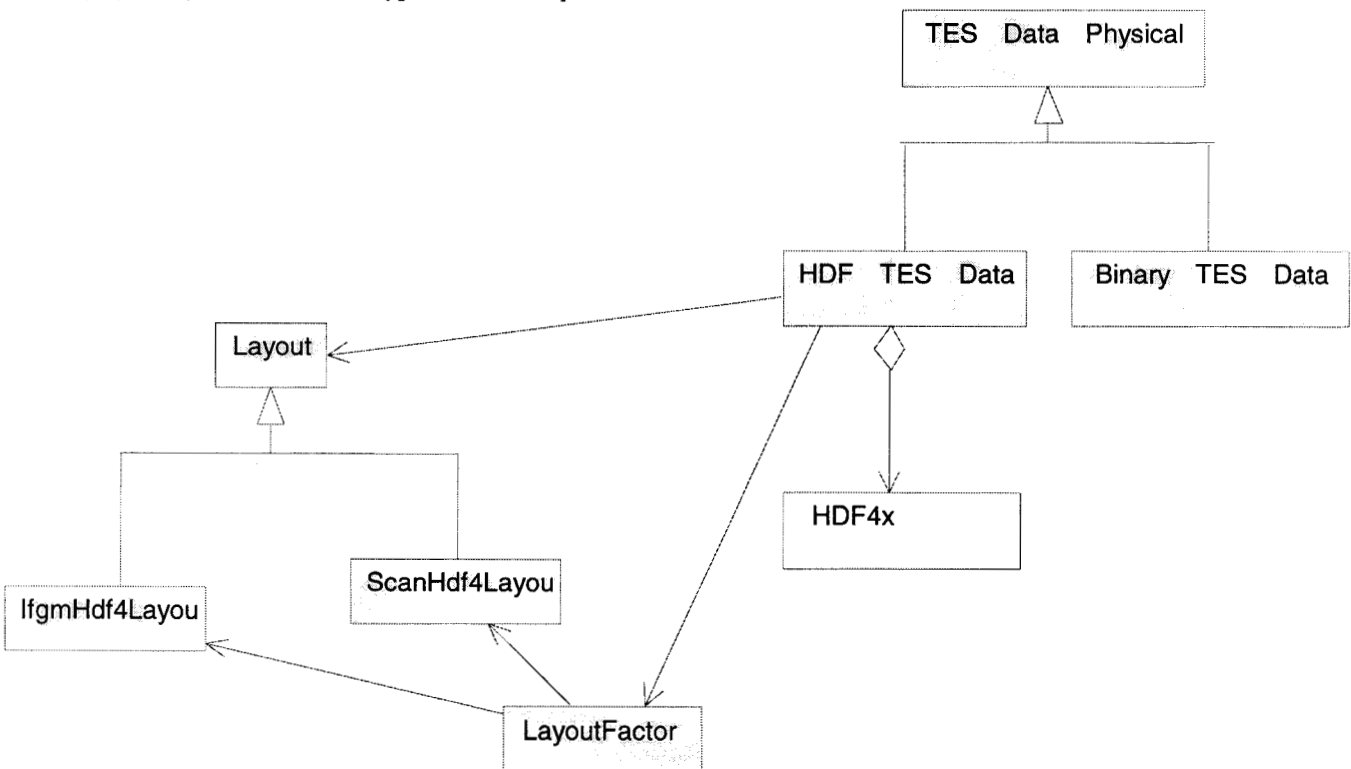 TES Data Physical
HDF TES Data
Binary TES Data
Layout
HDF4x
ScanHdf4Layou
IfgmHdf4Layou
LayoutFactor